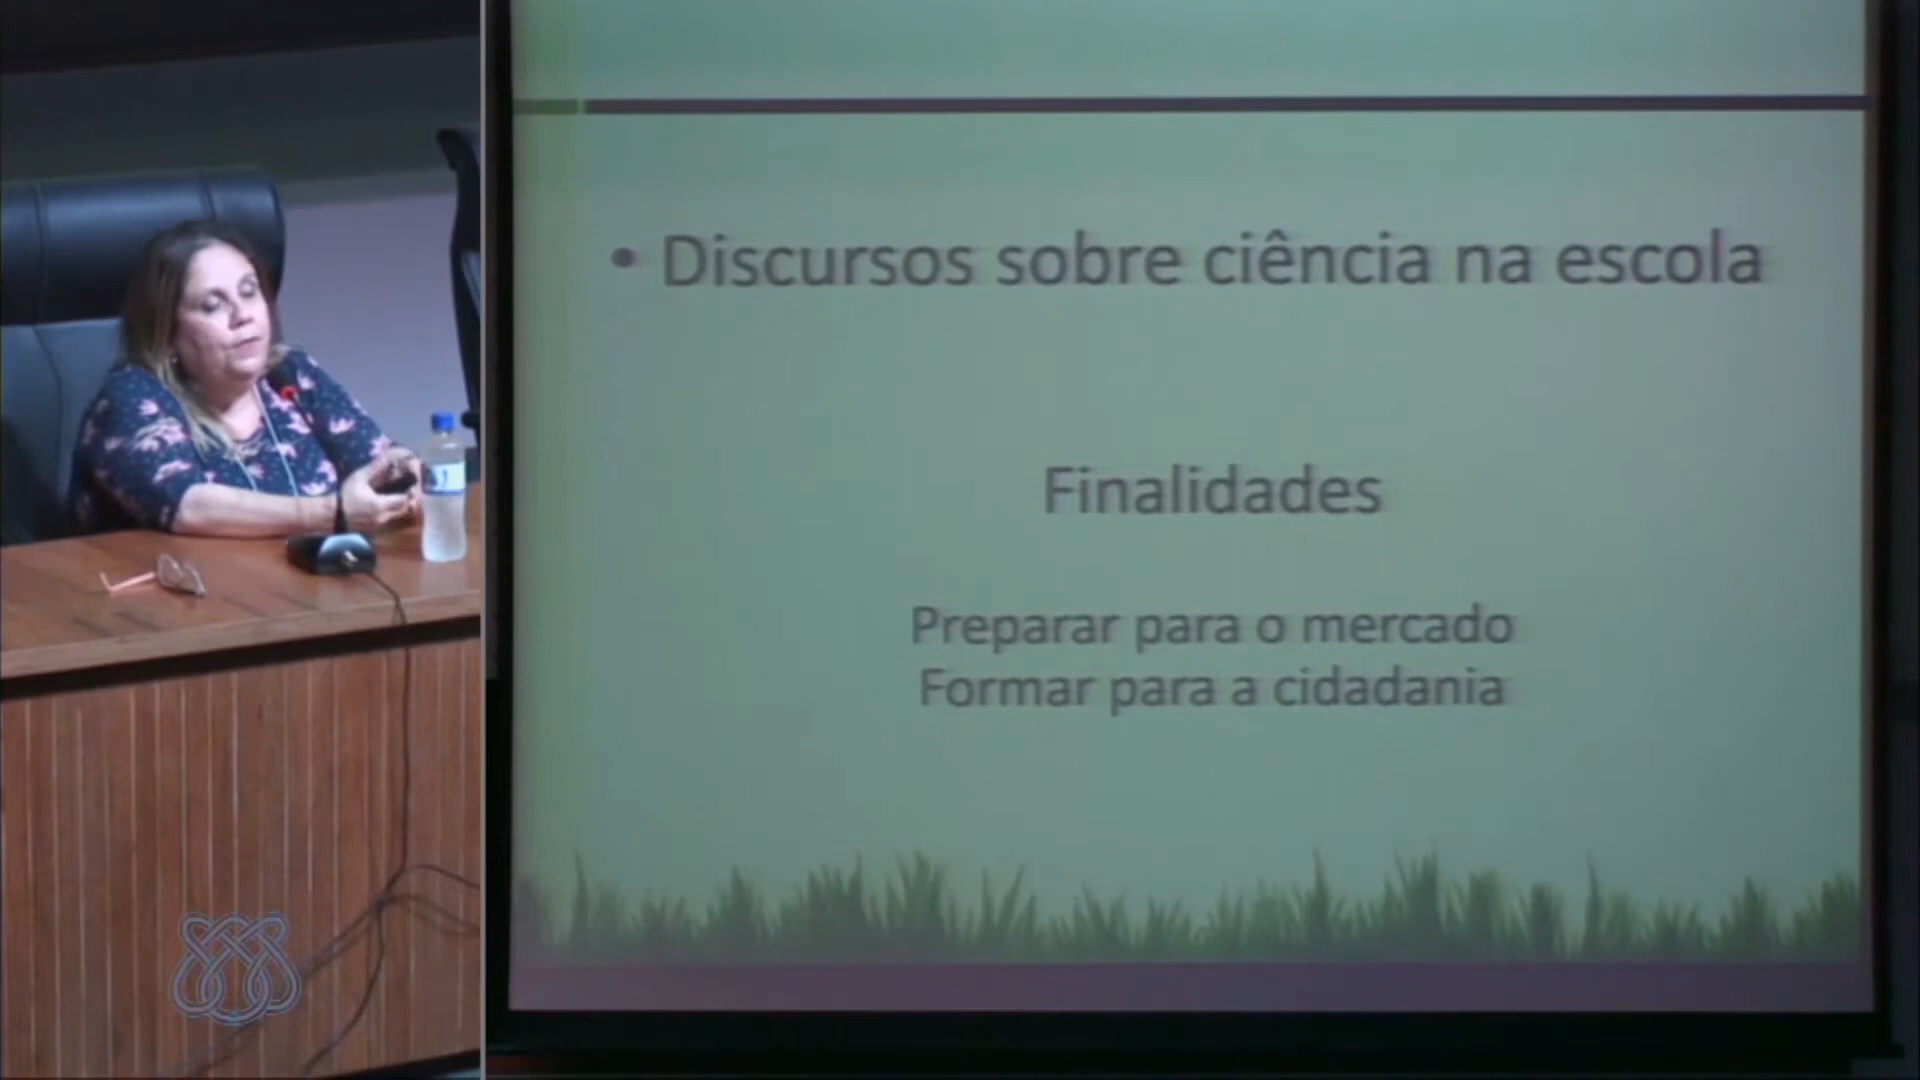 • Discursos sobre ciência na escola
Finalidades
Preparar para o mercado
Formar para a cidadania